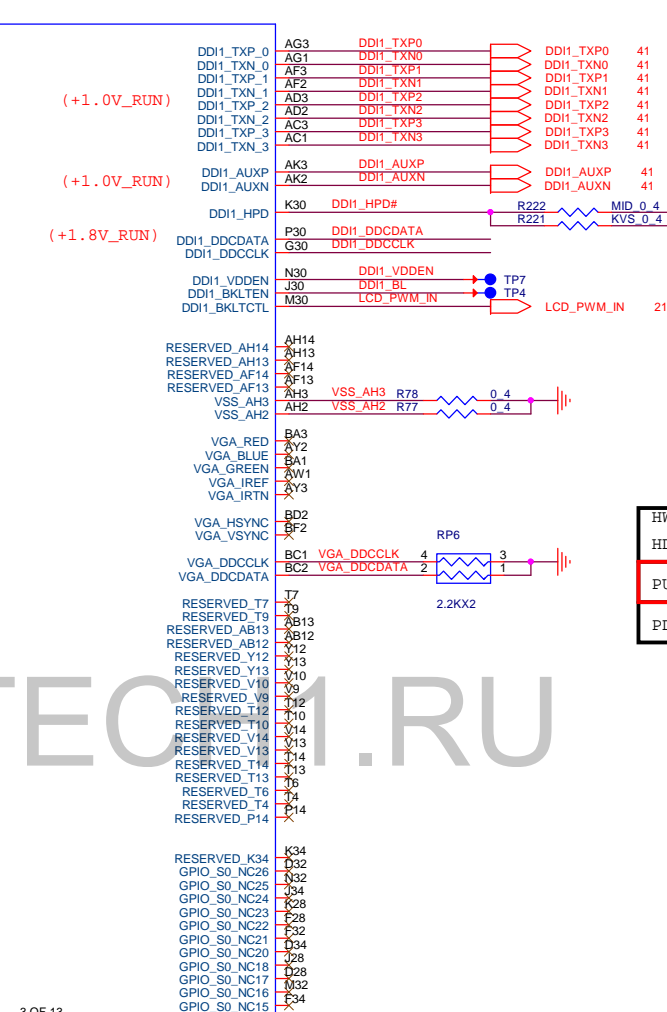 DDI1_TXP_0 AG3 DDI1_TXP0 DDI1_TXP0 41
DDI1_TXN_0 AG1 DDI1_TXN0 DDI1_TXN0 41
DDI1_TXP_1 AF3 DDI1_TXP1 DDI1_TXP1 41
DDI1_TXN_1 AF2 DDI1_TXN1 DDI1_TXN1 41
(+1.0V_RUN) DDI1_TXP_2 AD3 DDI1_TXP2 DDI1_TXP2 41
DDI1_TXN_2 AD2 DDI1_TXN2 DDI1_TXN2 41
DDI1_TXP_3 AC3 DDI1_TXP3 DDI1_TXP3 41
DDI1_TXN_3 AC1 DDI1_TXN3 DDI1_TXN3 41
DDI1_AUXP AK3 DDI1_AUXP DDI1_AUXP 41
(+1.0V_RUN) DDI1_AUXN AK2 DDI1_AUXN DDI1_AUXN 41
DDI1_HPD K30 DDI1_HPD# R222 MID_0_4
R221 KVS_0_4
(+1.8V_RUN) DDI1_DDCDATA P30 DDI1_DDCDATA
DDI1_DDCCLK G30 DDI1_DDCCLK
DDI1_VDDEN N30 DDI1_VDDEN TP7
DDI1_BKLTEN J30 DDI1_BL TP4
DDI1_BKLTCTL M30 LCD_PWM_IN LCD_PWM_IN 21
RESERVED_AH14 AH14
RESERVED_AH13 AH13
RESERVED_AF14 AF14
RESERVED_AF13 AF13
VSS_AH3 AH3 VSS_AH3 R78 0_4
VSS_AH2 AH2 VSS_AH2 R77 0_4
VGA_RED BA3
VGA_BLUE AY2
VGA_GREEN BA1
VGA_IREF AW1
VGA_IRTN AY3
VGA_HSYNC BD2
VGA_VSYNC BF2
RP6
VGA_DDCCLK BC1 VGA_DDCCLK 4 3
VGA_DDCDATA BC2 VGA_DDCDATA 2 1
2.2KX2
RESERVED_T7 T7
RESERVED_T9 T9
RESERVED_AB13 AB13
RESERVED_AB12 AB12
RESERVED_Y12 Y12
RESERVED_Y13 Y13
RESERVED_V10 V10
RESERVED_V9 V9
RESERVED_T12 T12
RESERVED_T10 T10
RESERVED_V14 V14
RESERVED_V13 V13
RESERVED_T14 T14
RESERVED_T13 T13
RESERVED_T6 T6
RESERVED_T4 T4
RESERVED_P14 P14
TECH1.RU
RESERVED_K34 K34
GPIO_S0_NC26 D32
GPIO_S0_NC25 N32
GPIO_S0_NC24 J34
GPIO_S0_NC23 K28
GPIO_S0_NC22 F28
GPIO_S0_NC21 F32
GPIO_S0_NC20 D34
GPIO_S0_NC18 J28
GPIO_S0_NC17 D28
GPIO_S0_NC16 M32
GPIO_S0_NC15 F34
3 OF 13